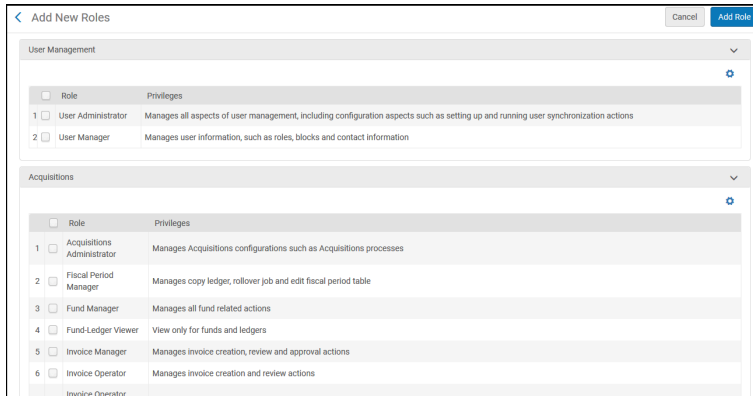 Add New Roles
Cancel
Add Role
User Management
Role Privileges
1 User Administrator Manages all aspects of user management, including configuration aspects such as setting up and running user synchronization actions
2 User Manager Manages user information, such as roles, blocks and contact information
Acquisitions
Role Privileges
1 Acquisitions Administrator Manages Acquisitions configurations such as Acquisitions processes
2 Fiscal Period Manager Manages copy ledger, rollover job and edit fiscal period table
3 Fund Manager Manages all fund related actions
4 Fund-Ledger Viewer View only for funds and ledgers
5 Invoice Manager Manages invoice creation, review and approval actions
6 Invoice Operator Manages invoice creation and review actions
Invoice Operator